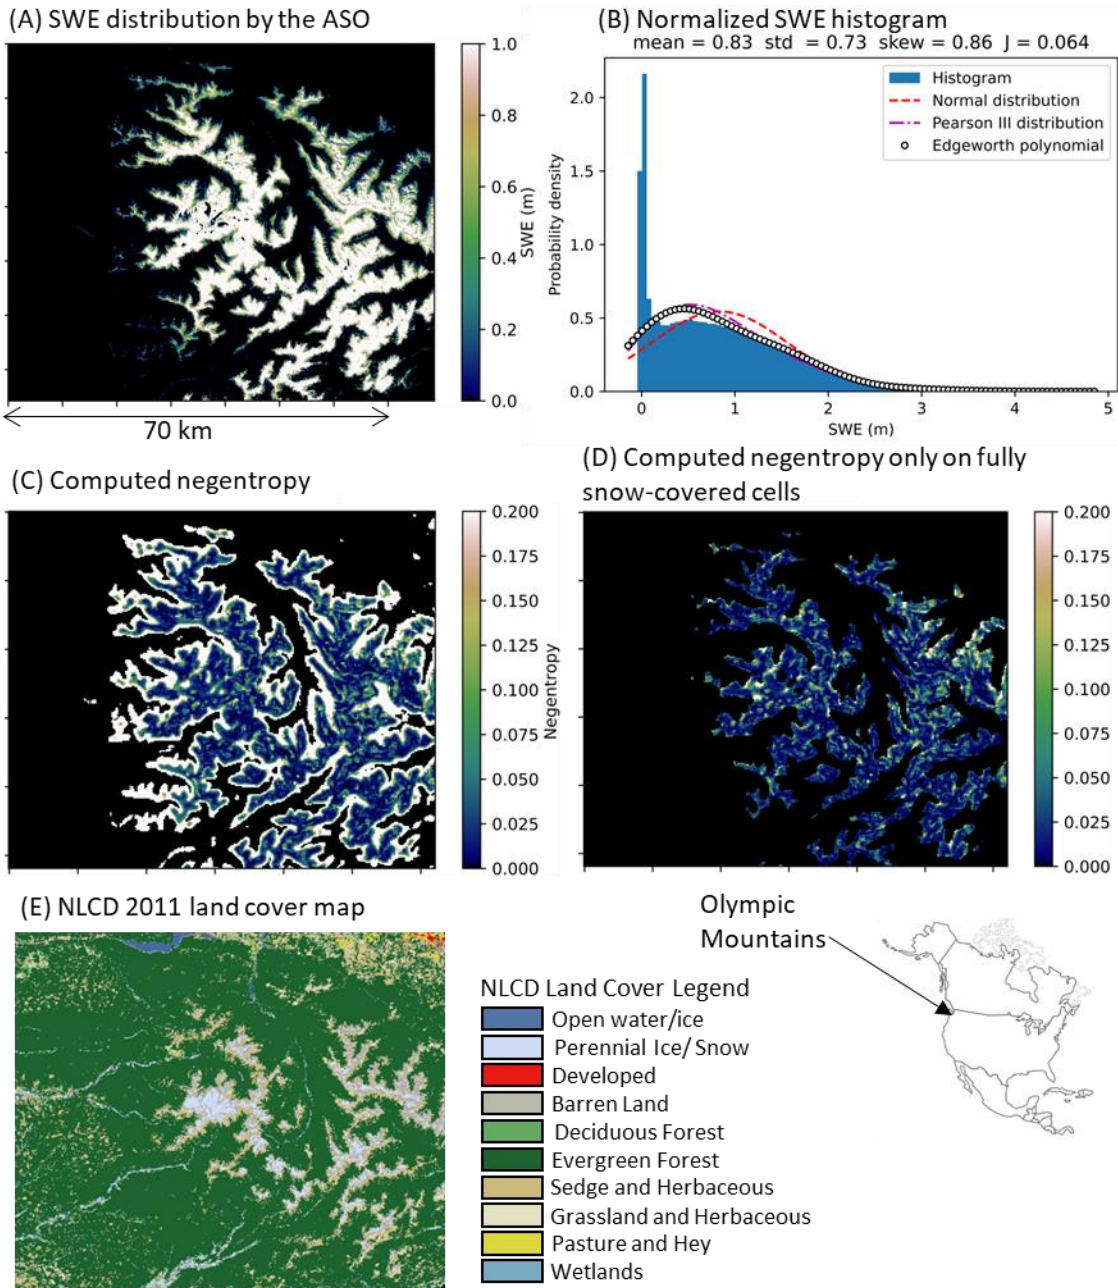 (A) SWE distribution by the ASO
1.0
0.8
0.6
0.4
0.2
0.0
SWE (m)
70 km
(B) Normalized SWE histogram
mean = 0.83 std = 0.73 skew = 0.86 J = 0.064
Histogram
Normal distribution
Pearson III distribution
Edgeworth polynomial
2.0
1.5
1.0
0.5
0.0
Probability density
0 1 2 3 4 5
SWE (m)
(C) Computed negentropy
0.200
0.175
0.150
0.125
0.100
0.075
0.050
0.025
0.000
Negentropy
(D) Computed negentropy only on fully
snow-covered cells
0.200
0.175
0.150
0.125
0.100
0.075
0.050
0.025
0.000
(E) NLCD 2011 land cover map
NLCD Land Cover Legend
Open water/ice
Perennial Ice/ Snow
Developed
Barren Land
Deciduous Forest
Evergreen Forest
Sedge and Herbaceous
Grassland and Herbaceous
Pasture and Hey
Wetlands
Olympic
Mountains